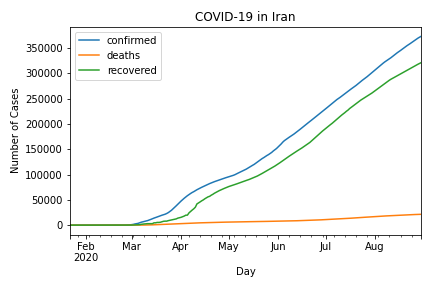 COVID-19 in Iran
confirmed
deaths
recovered
Number of Cases
350000
300000
250000
200000
150000
100000
50000
0
Feb Mar Apr May Jun Jul Aug
2020
Day